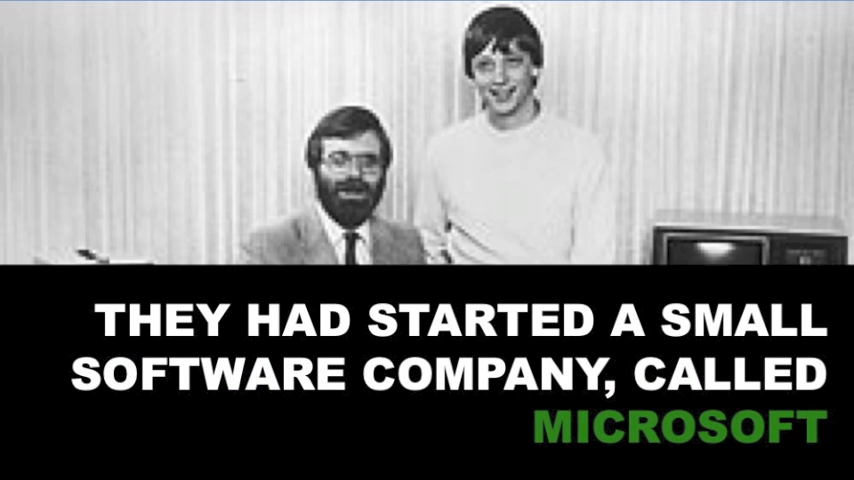 THEY HAD STARTED A SMALL
SOFTWARE COMPANY, CALLED
MICROSOFT